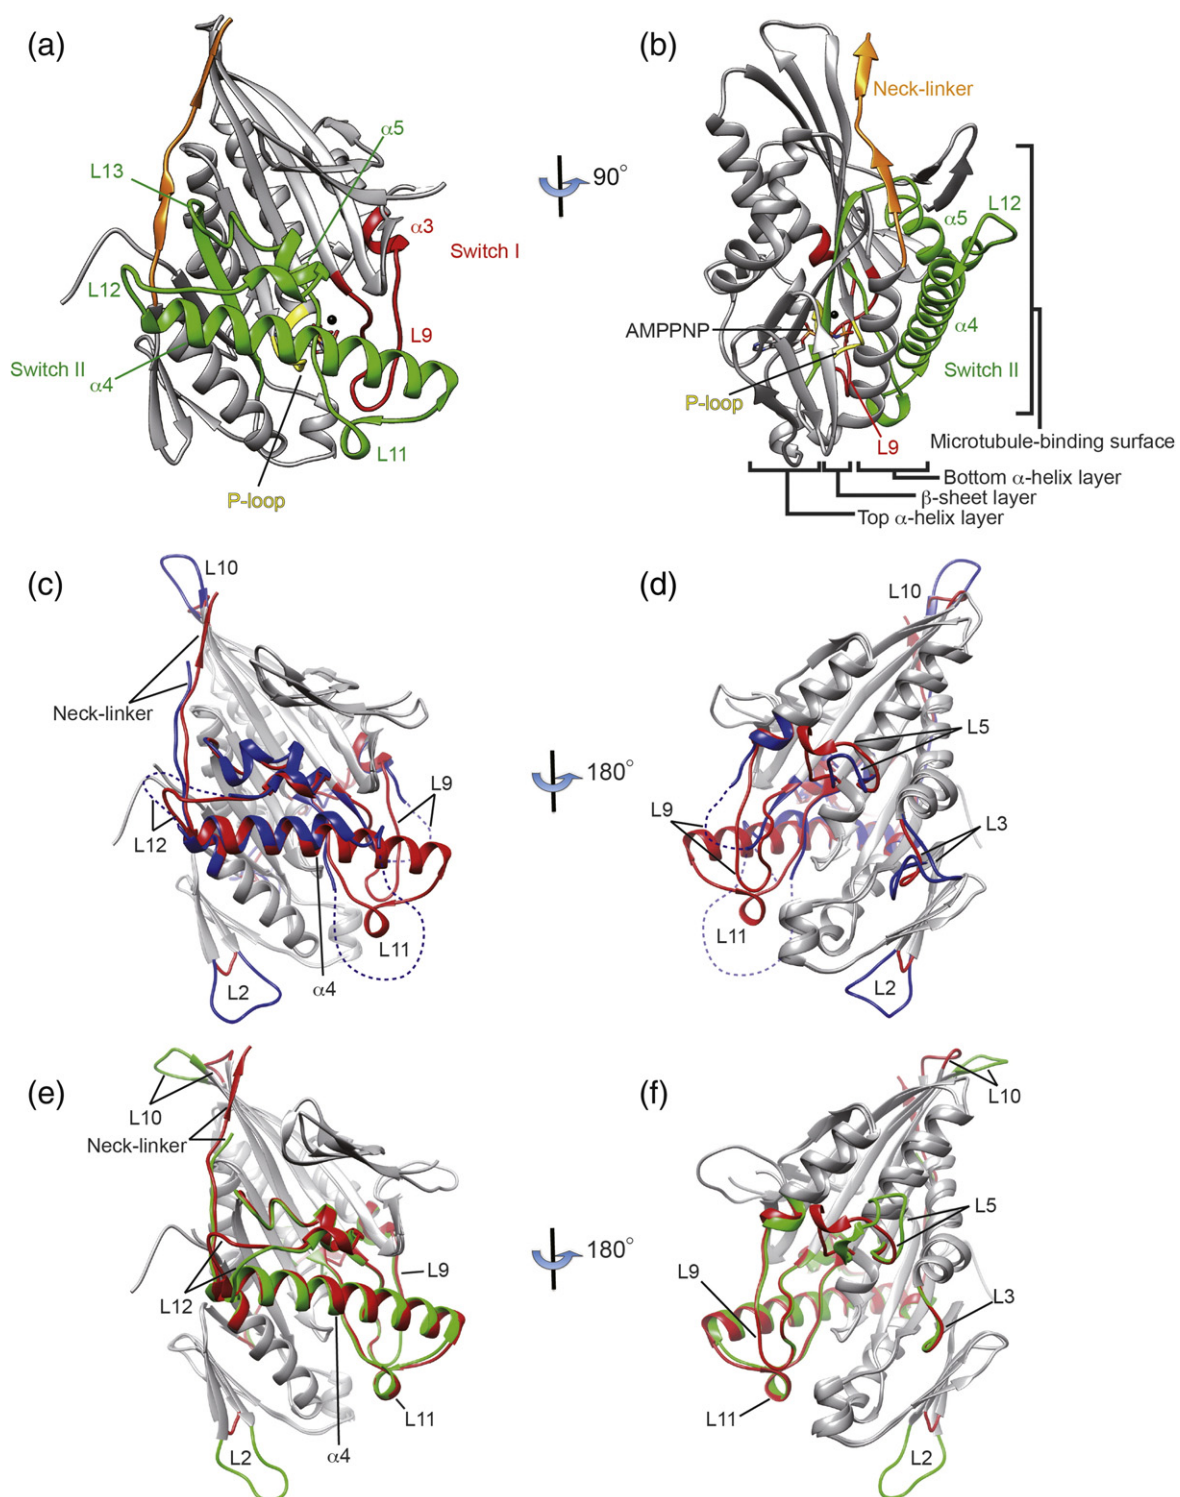 (a)
α5
L13
α3
Switch I
L12
L9
Switch II
α4
L11
P-loop
90°
(b)
Neck-linker
L12
α5
AMPPNP
α4
Switch II
P-loop
L9
Microtubule-binding surface
Bottom α-helix layer
β-sheet layer
Top α-helix layer
(c)
L10
Neck-linker
L9
L12
L11
L2
α4
180°
(d)
L10
L5
L9
L3
L11
L2
(e)
L10
Neck-linker
L9
L12
L11
L2
α4
180°
(f)
L10
L5
L9
L3
L11
L2